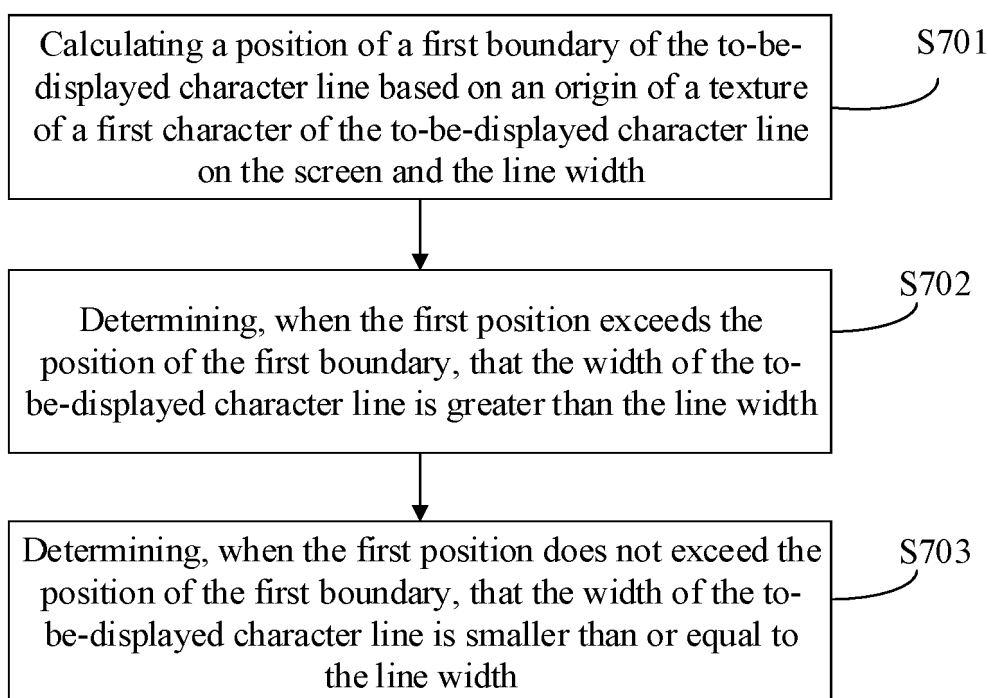 Calculating a position of a first boundary of the to-be-
displayed character line based on an origin of a texture
of a first character of the to-be-displayed character line
on the screen and the line width
S701
Determining, when the first position exceeds the
position of the first boundary, that the width of the to-
be-displayed character line is greater than the line width
S702
Determining, when the first position does not exceed the
position of the first boundary, that the width of the to-
be-displayed character line is smaller than or equal to
the line width
S703